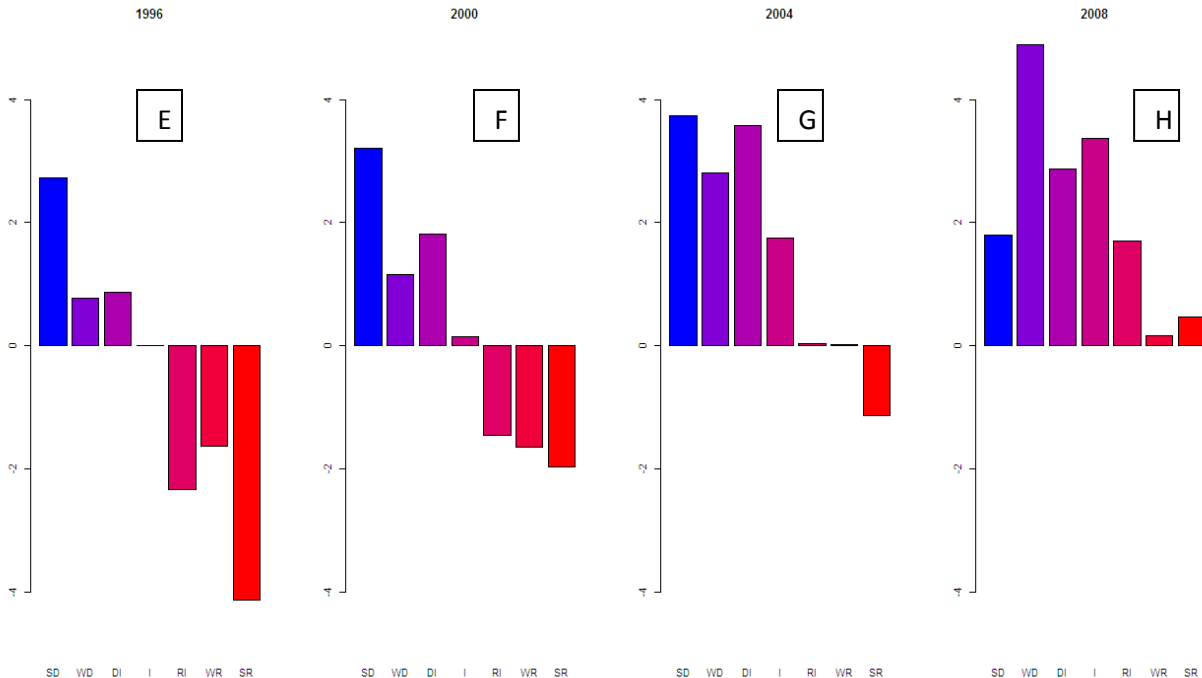 1996 2000 2004 2008
E F G H
4 4 4 4
2 2 2 2
0 0 0 0
-2 -2 -2 -2
-4 -4 -4 -4
SD WD DI I RI WR SR SD WD DI I RI WR SR SD WD DI I RI WR SR SD WD DI I RI WR SR